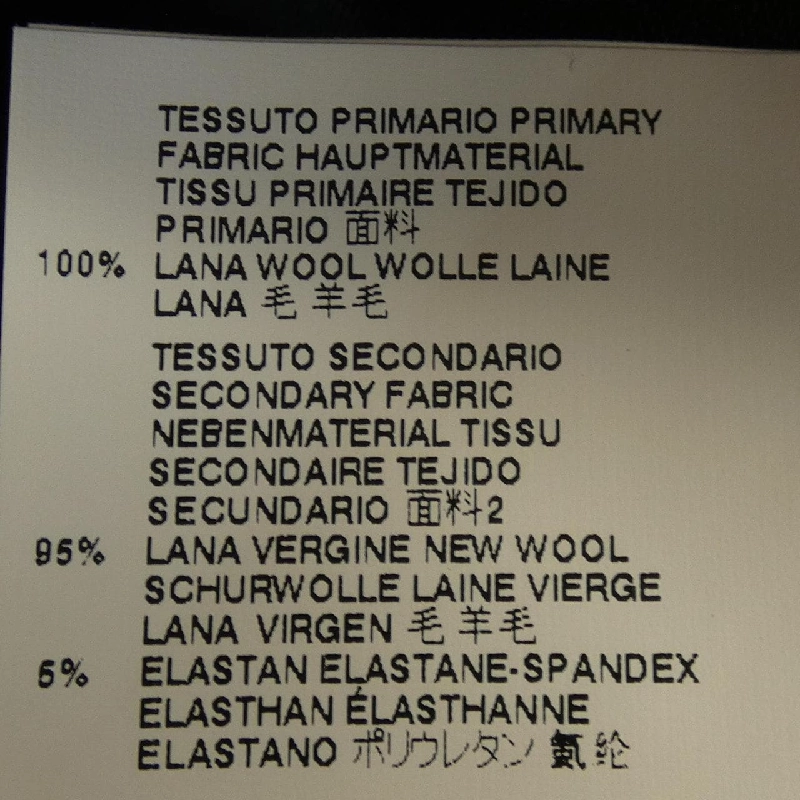 TESSUTO PRIMARIO PRIMARY
FABRIC HAUPTMATERIAL
TISSU PRIMAIRE TEJIDO
PRIMARIO 面料
100% LANA WOOL WOLLE LAINE
LANA 毛 羊毛
TESSUTO SECONDARIO
SECONDARY FABRIC
NEBENMATERIAL TISSU
SECONDAIRE TEJIDO
SECUNDARIO 面料2
95% LANA VERGINE NEW WOOL
SCHURWOLLE LAINE VIERGE
LANA VIRGEN 毛 羊毛
5% ELASTAN ELASTANE-SPANDEX
ELASTHAN ÉLASTHANNE
ELASTANO ポリウレタン 氨纶